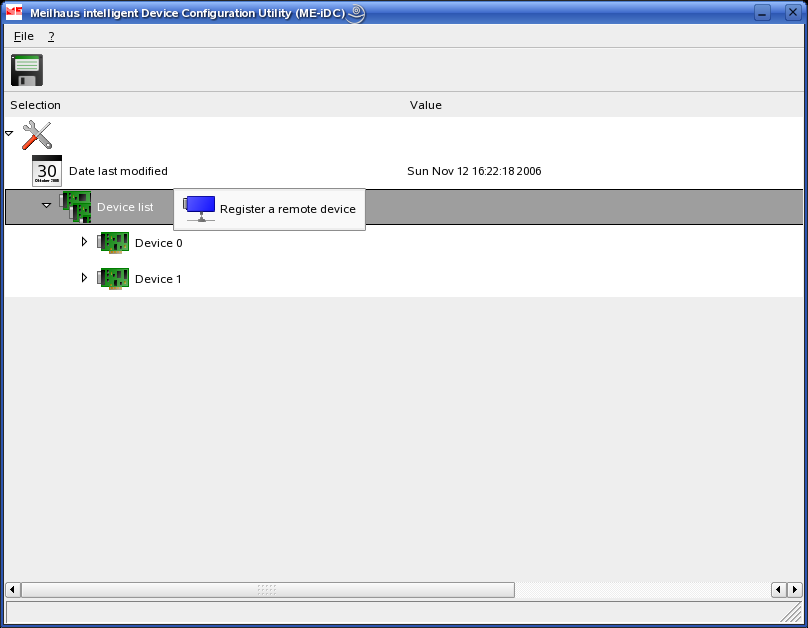 Meilhaus intelligent Device Configuration Utility (ME-iDC)
File ?
Selection Value
30
Date last modified Sun Nov 12 16:22:18 2006
Device list
Register a remote device
Device 0
Device 1